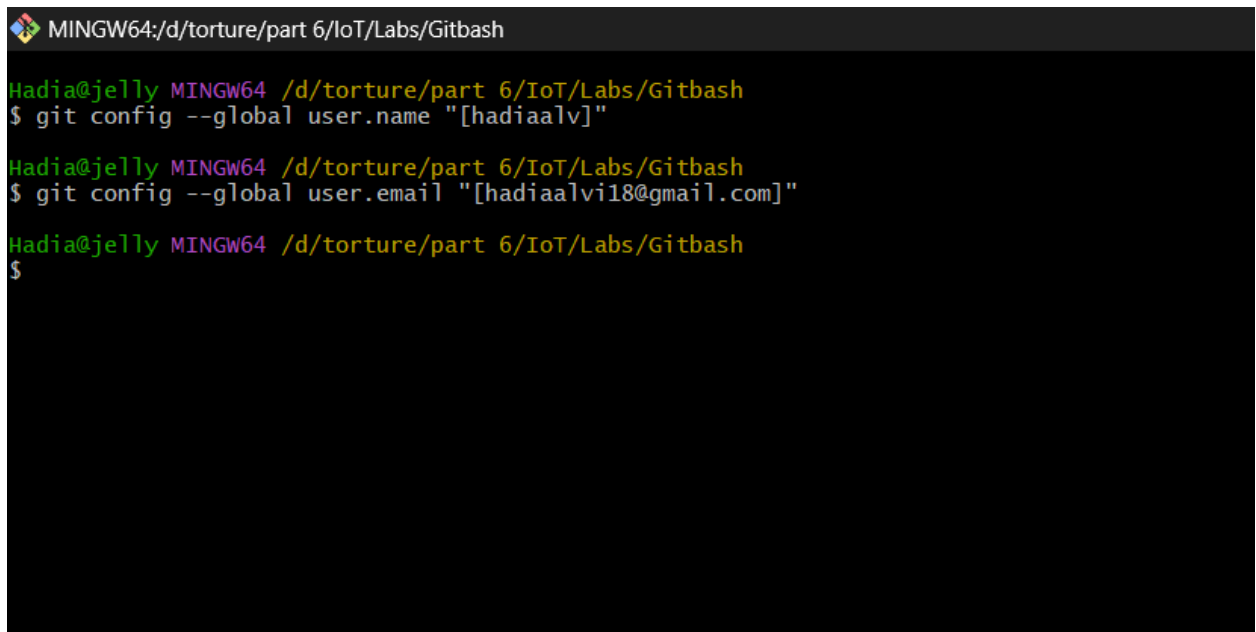 MINGW64:/d/torture/part 6/IoT/Labs/Gitbash
Hadia@jelly MINGW64 /d/torture/part 6/IoT/Labs/Gitbash
$ git config --global user.name "[hadiaalv]"
Hadia@jelly MINGW64 /d/torture/part 6/IoT/Labs/Gitbash
$ git config --global user.email "[hadiaalvi18@gmail.com]"
Hadia@jelly MINGW64 /d/torture/part 6/IoT/Labs/Gitbash
$